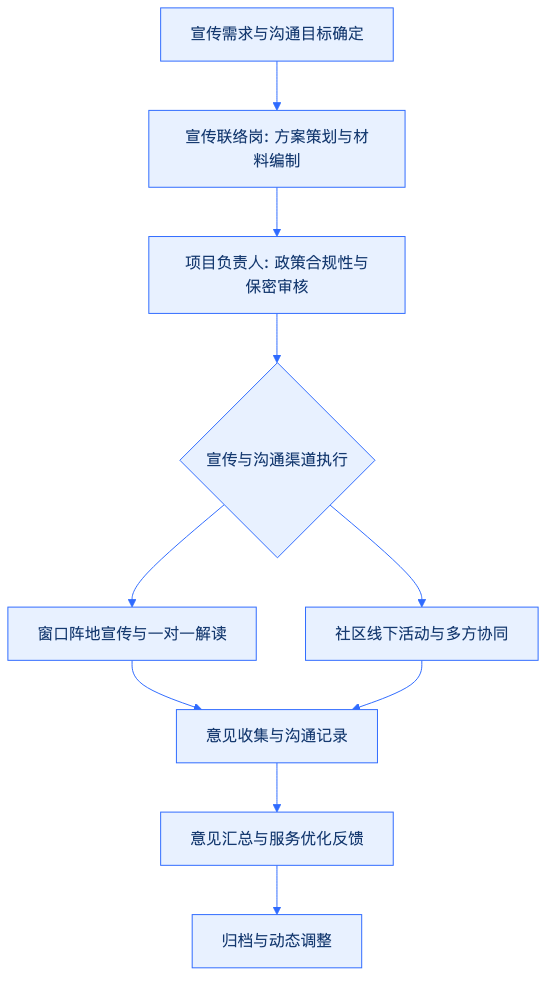 宣传需求与沟通目标确定
宣传联络岗: 方案策划与材
料编制
项目负责人: 政策合规性与
保密审核
宣传与沟通渠道执行
窗口阵地宣传与一对一解读
社区线下活动与多方协同
意见收集与沟通记录
意见汇总与服务优化反馈
归档与动态调整